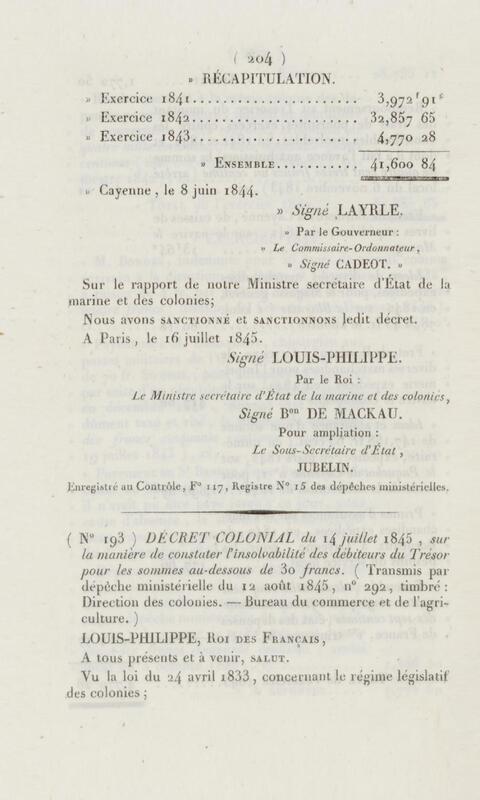 ( 204 )
» RÉCAPITULATION.
» Exercice 1841...................... 3,972ᶠ 91ᶜ
» Exercice 1842...................... 32,857 65
» Exercice 1843...................... 4,770 28
» ENSEMBLE........... 41,600 84
» Cayenne, le 8 juin 1844.
» Signé LAYRLE.
» Par le Gouverneur :
» Le Commissaire-Ordonnateur,
» Signé CADEOT. »
Sur le rapport de notre Ministre secrétaire d'État de la
marine et des colonies;
Nous avons SANCTIONNÉ et SANCTIONNONS ledit décret.
A Paris, le 16 juillet 1845.
Signé LOUIS-PHILIPPE.
Par le Roi :
Le Ministre secrétaire d'État de la marine et des colonies,
Signé Bᵒⁿ DE MACKAU.
Pour ampliation :
Le Sous-Secrétaire d'État,
JUBELIN.
Enregistré au Contrôle, F° 117, Registre N° 15 des dépêches ministérielles.
( N° 193 ) DÉCRET COLONIAL du 14 juillet 1845, sur
la manière de constater l'insolvabilité des débiteurs du Trésor
pour les sommes au-dessous de 30 francs. ( Transmis par
dépêche ministérielle du 12 août 1845, n° 292, timbré :
Direction des colonies. — Bureau du commerce et de l'agri-
culture. )
LOUIS-PHILIPPE, ROI DES FRANÇAIS,
A tous présents et à venir, SALUT.
Vu la loi du 24 avril 1833, concernant le régime législatif
des colonies;